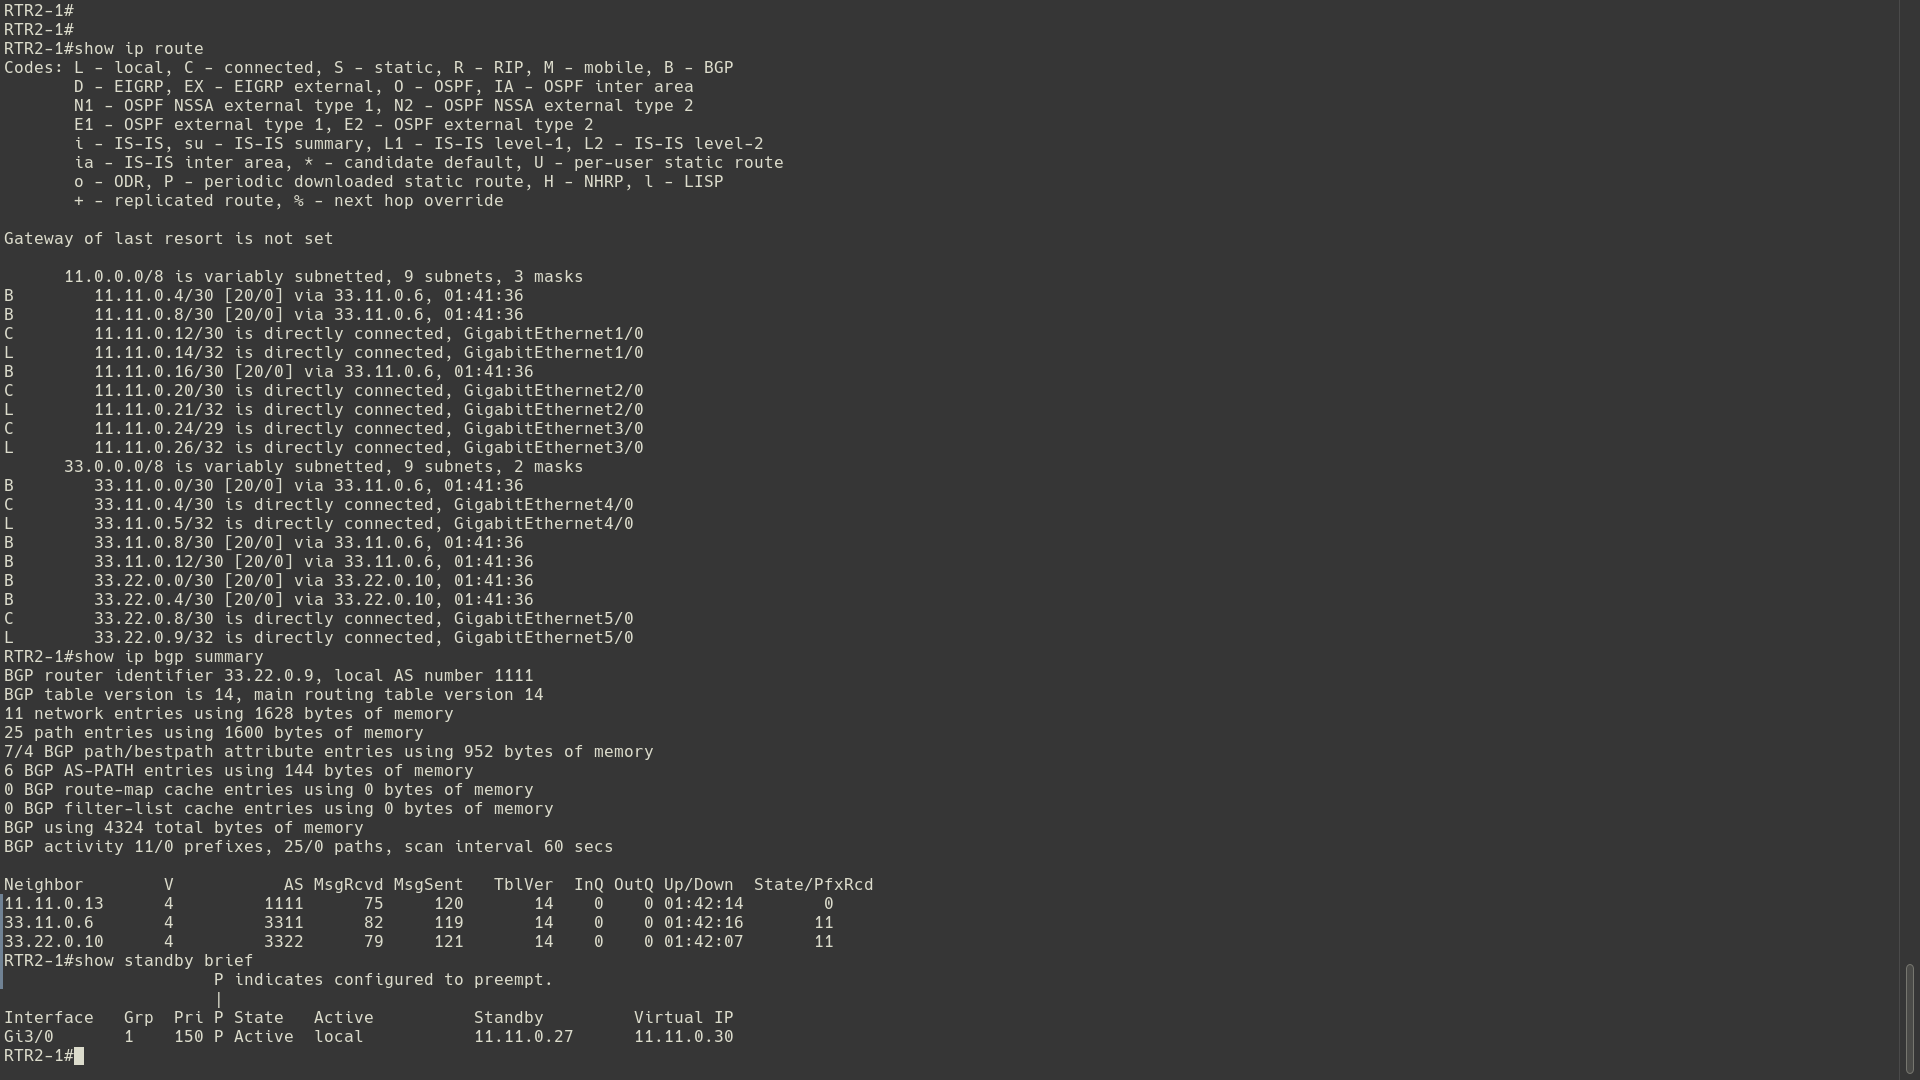 RTR2-1#
RTR2-1#
RTR2-1#show ip route
Codes: L - local, C - connected, S - static, R - RIP, M - mobile, B - BGP
       D - EIGRP, EX - EIGRP external, O - OSPF, IA - OSPF inter area
       N1 - OSPF NSSA external type 1, N2 - OSPF NSSA external type 2
       E1 - OSPF external type 1, E2 - OSPF external type 2
       i - IS-IS, su - IS-IS summary, L1 - IS-IS level-1, L2 - IS-IS level-2
       ia - IS-IS inter area, * - candidate default, U - per-user static route
       o - ODR, P - periodic downloaded static route, H - NHRP, l - LISP
       + - replicated route, % - next hop override

Gateway of last resort is not set

      11.0.0.0/8 is variably subnetted, 9 subnets, 3 masks
B        11.11.0.4/30 [20/0] via 33.11.0.6, 01:41:36
B        11.11.0.8/30 [20/0] via 33.11.0.6, 01:41:36
C        11.11.0.12/30 is directly connected, GigabitEthernet1/0
L        11.11.0.14/32 is directly connected, GigabitEthernet1/0
B        11.11.0.16/30 [20/0] via 33.11.0.6, 01:41:36
C        11.11.0.20/30 is directly connected, GigabitEthernet2/0
L        11.11.0.21/32 is directly connected, GigabitEthernet2/0
C        11.11.0.24/29 is directly connected, GigabitEthernet3/0
L        11.11.0.26/32 is directly connected, GigabitEthernet3/0
      33.0.0.0/8 is variably subnetted, 9 subnets, 2 masks
B        33.11.0.0/30 [20/0] via 33.11.0.6, 01:41:36
C        33.11.0.4/30 is directly connected, GigabitEthernet4/0
L        33.11.0.5/32 is directly connected, GigabitEthernet4/0
B        33.11.0.8/30 [20/0] via 33.11.0.6, 01:41:36
B        33.11.0.12/30 [20/0] via 33.11.0.6, 01:41:36
B        33.22.0.0/30 [20/0] via 33.22.0.10, 01:41:36
B        33.22.0.4/30 [20/0] via 33.22.0.10, 01:41:36
C        33.22.0.8/30 is directly connected, GigabitEthernet5/0
L        33.22.0.9/32 is directly connected, GigabitEthernet5/0
RTR2-1#show ip bgp summary
BGP router identifier 33.22.0.9, local AS number 1111
BGP table version is 14, main routing table version 14
11 network entries using 1628 bytes of memory
25 path entries using 1600 bytes of memory
7/4 BGP path/bestpath attribute entries using 952 bytes of memory
6 BGP AS-PATH entries using 144 bytes of memory
0 BGP route-map cache entries using 0 bytes of memory
0 BGP filter-list cache entries using 0 bytes of memory
BGP using 4324 total bytes of memory
BGP activity 11/0 prefixes, 25/0 paths, scan interval 60 secs

Neighbor        V           AS MsgRcvd MsgSent   TblVer  InQ OutQ Up/Down  State/PfxRcd
11.11.0.13      4         1111      75     120       14    0    0 01:42:14        0
33.11.0.6       4         3311      82     119       14    0    0 01:42:16       11
33.22.0.10      4         3322      79     121       14    0    0 01:42:07       11
RTR2-1#show standby brief
                     P indicates configured to preempt.
                     |
Interface   Grp  Pri P State   Active          Standby         Virtual IP
Gi3/0       1    150 P Active  local           11.11.0.27      11.11.0.30
RTR2-1#